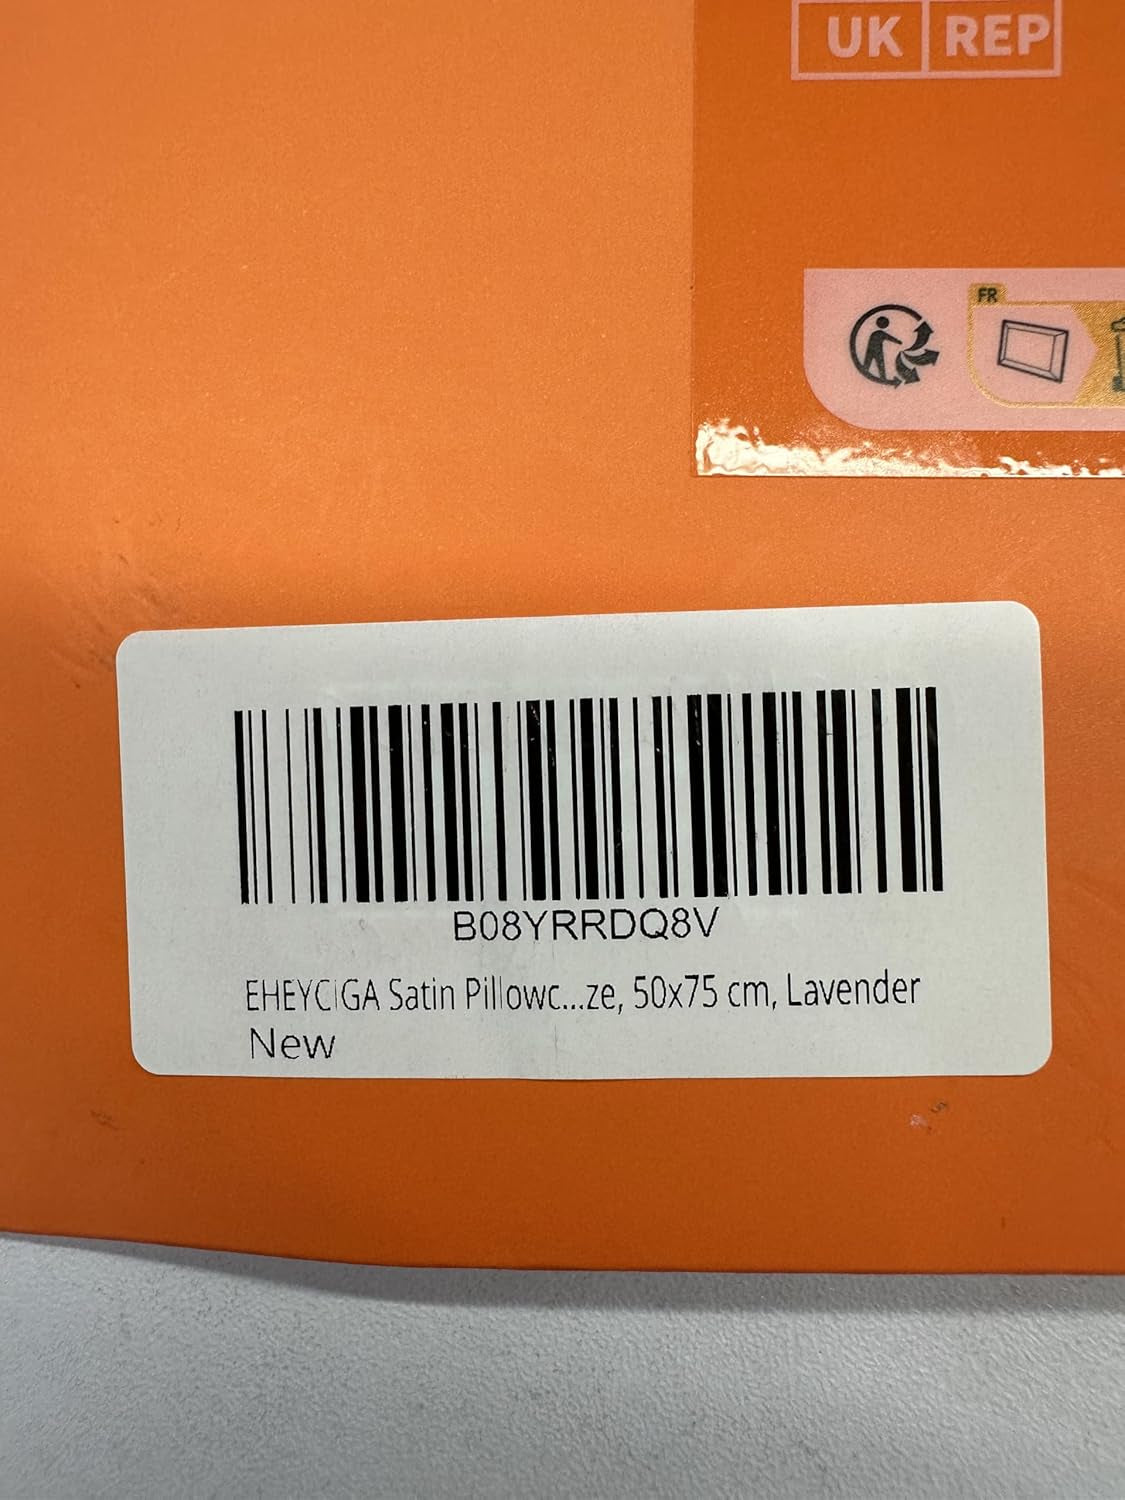 UK REP
FR
B08YRRDQ8V
EHEYCIGA Satin Pillowc...ze, 50x75 cm, Lavender
New